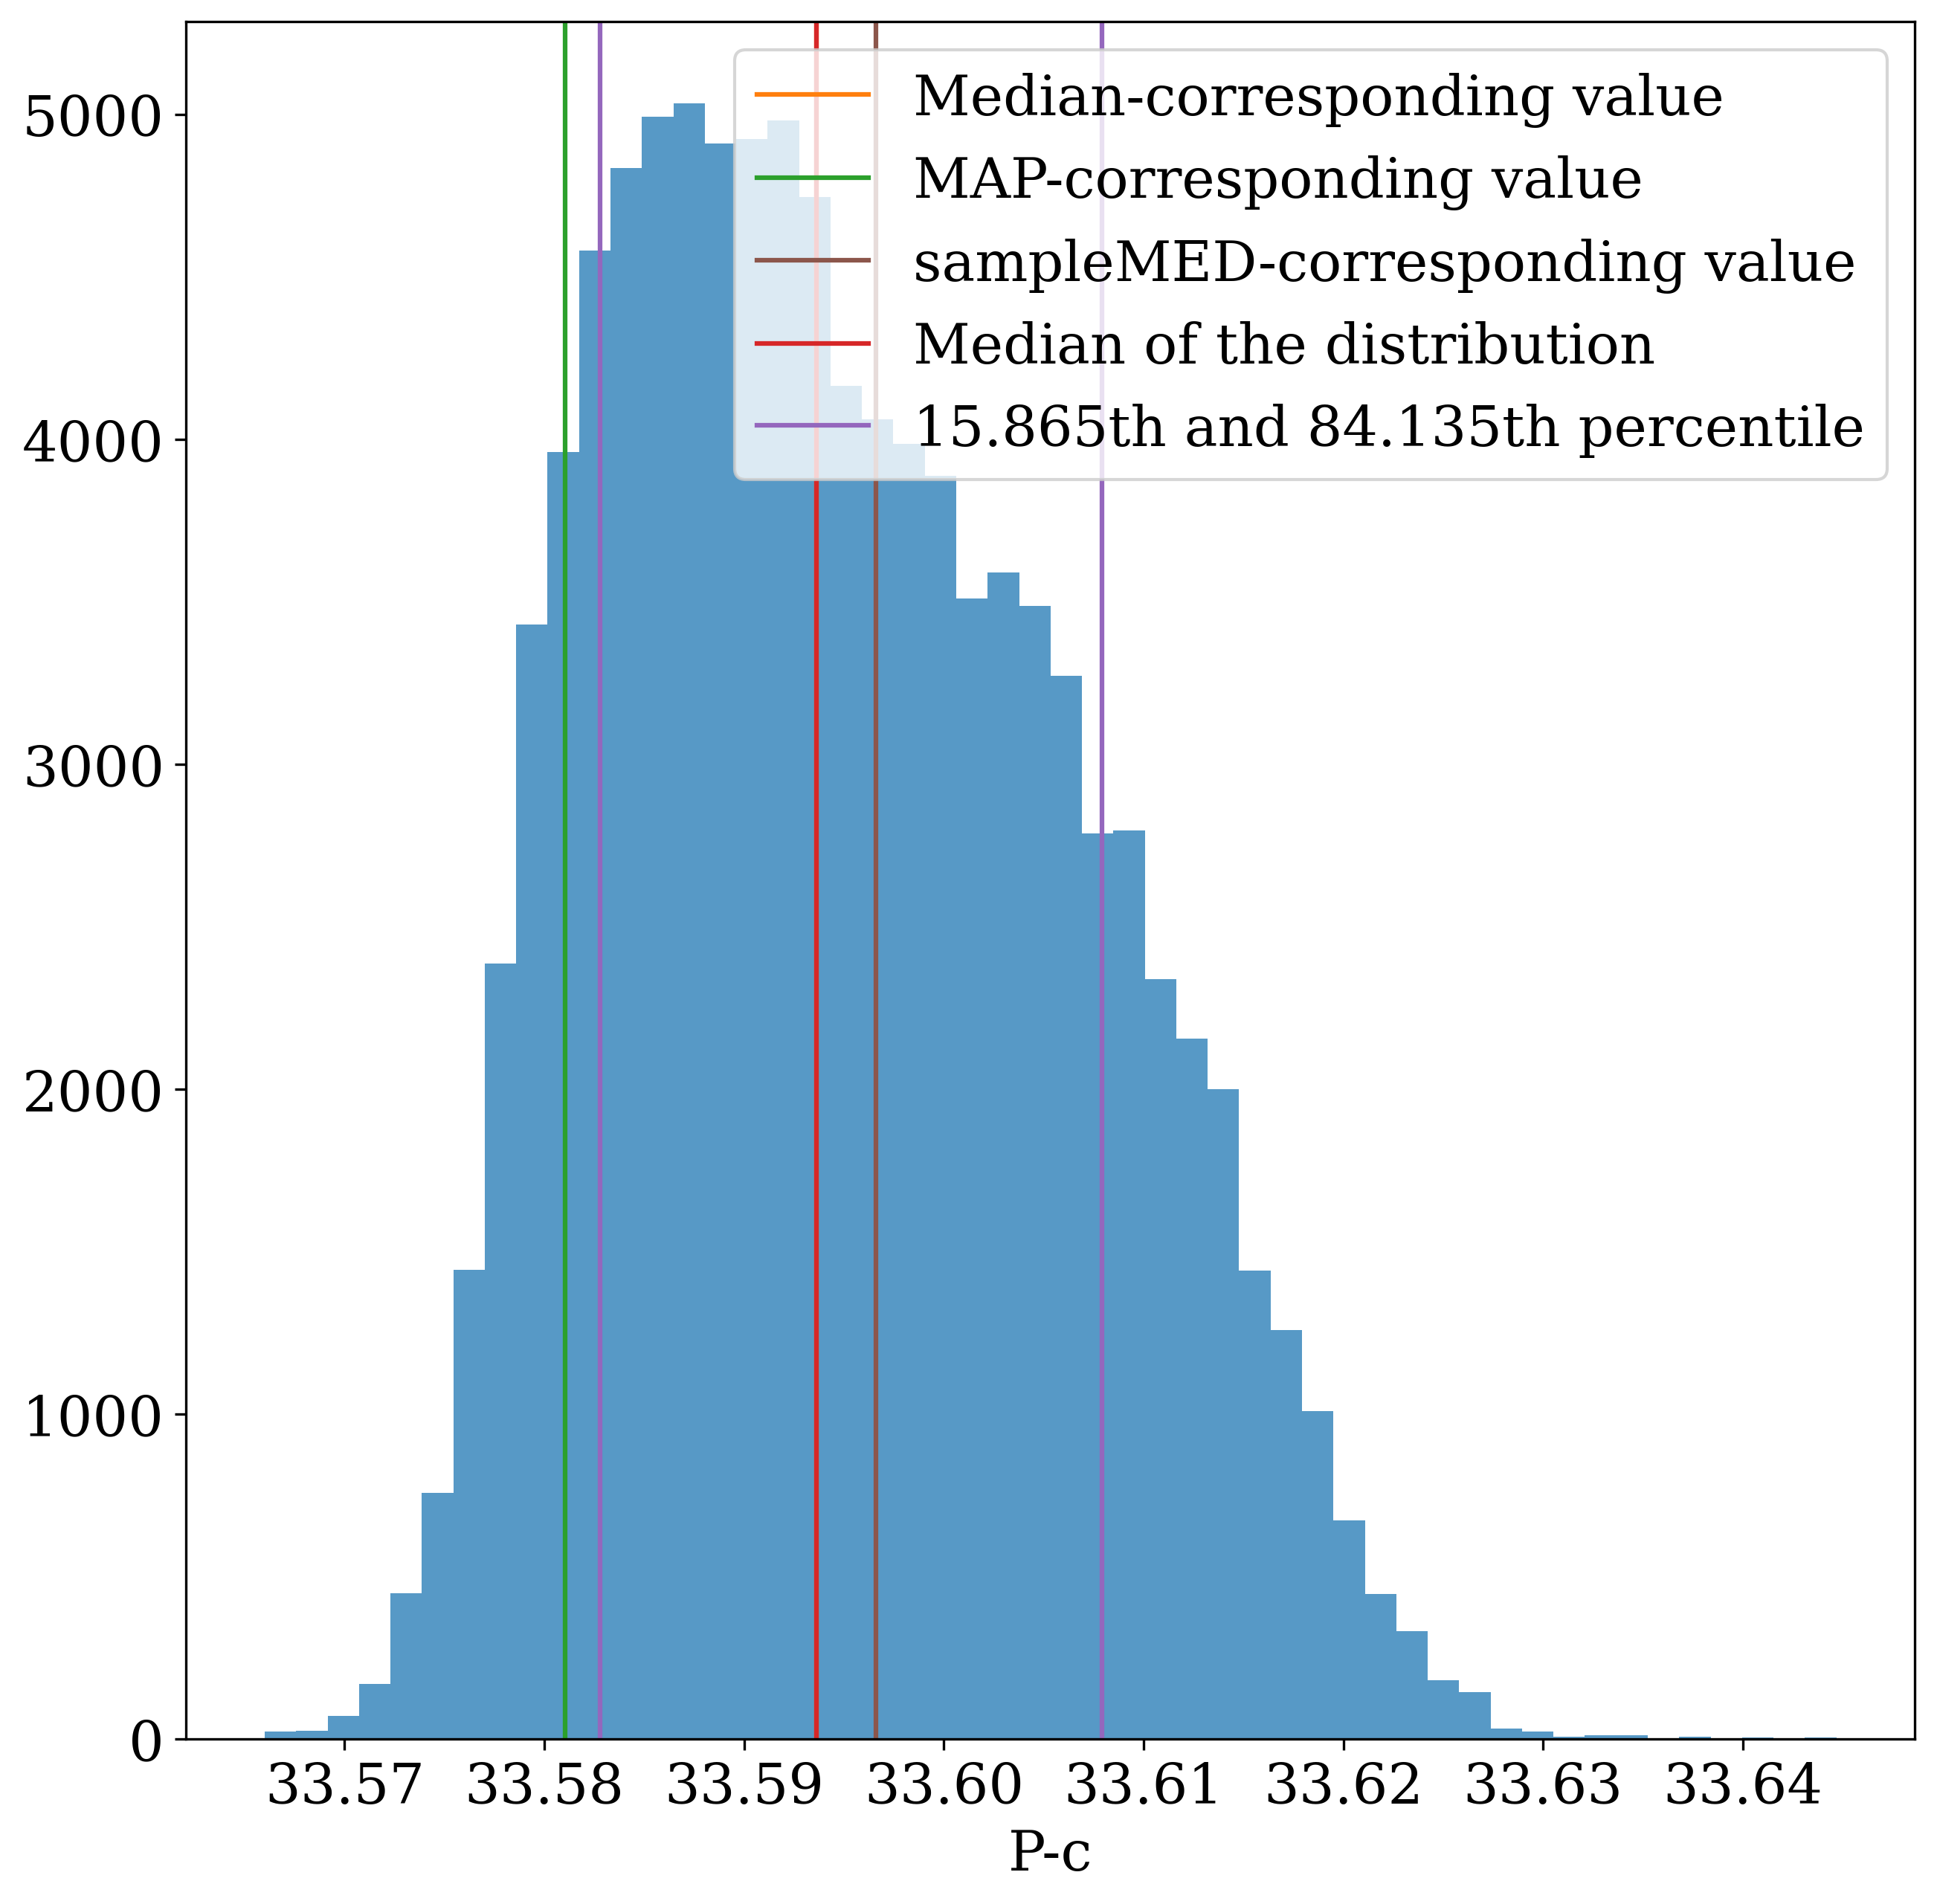 Median-corresponding value
MAP-corresponding value
sampleMED-corresponding value
Median of the distribution
15.865th and 84.135th percentile
5000
4000
3000
2000
1000
0
33.57 33.58 33.59 33.60 33.61 33.62 33.63 33.64
P-c